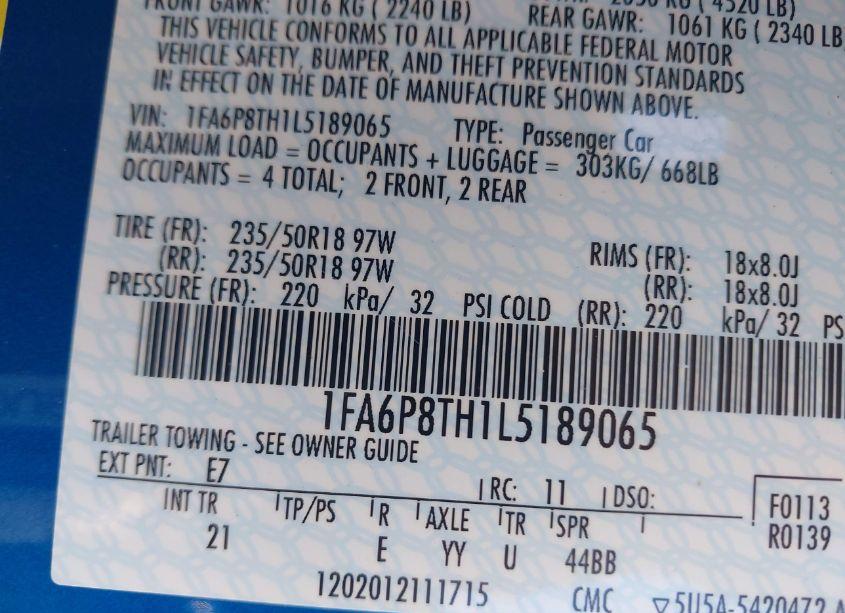 FRONT GAWR: 1016 KG ( 2240 LB) REAR GAWR: 1061 KG ( 2340 LB
THIS VEHICLE CONFORMS TO ALL APPLICABLE FEDERAL MOTOR
VEHICLE SAFETY, BUMPER, AND THEFT PREVENTION STANDARDS
IN EFFECT ON THE DATE OF MANUFACTURE SHOWN ABOVE.
VIN: 1FA6P8TH1L5189065 TYPE: Passenger Car
MAXIMUM LOAD = OCCUPANTS + LUGGAGE = 303KG/ 668LB
OCCUPANTS = 4 TOTAL; 2 FRONT, 2 REAR
TIRE (FR): 235/50R18 97W RIMS (FR): 18x8.0J
(RR): 235/50R18 97W (RR): 18x8.0J
PRESSURE (FR): 220 kPa/ 32 PSI COLD (RR): 220 kPa/ 32 PS
1FA6P8TH1L5189065
TRAILER TOWING - SEE OWNER GUIDE
EXT PNT: E7 RC: 11 DSO: F0113
INT TR TP/PS R AXLE TR SPR R0139
21 E YY U 44BB
1202012111715 CMC 5U5A-5420472